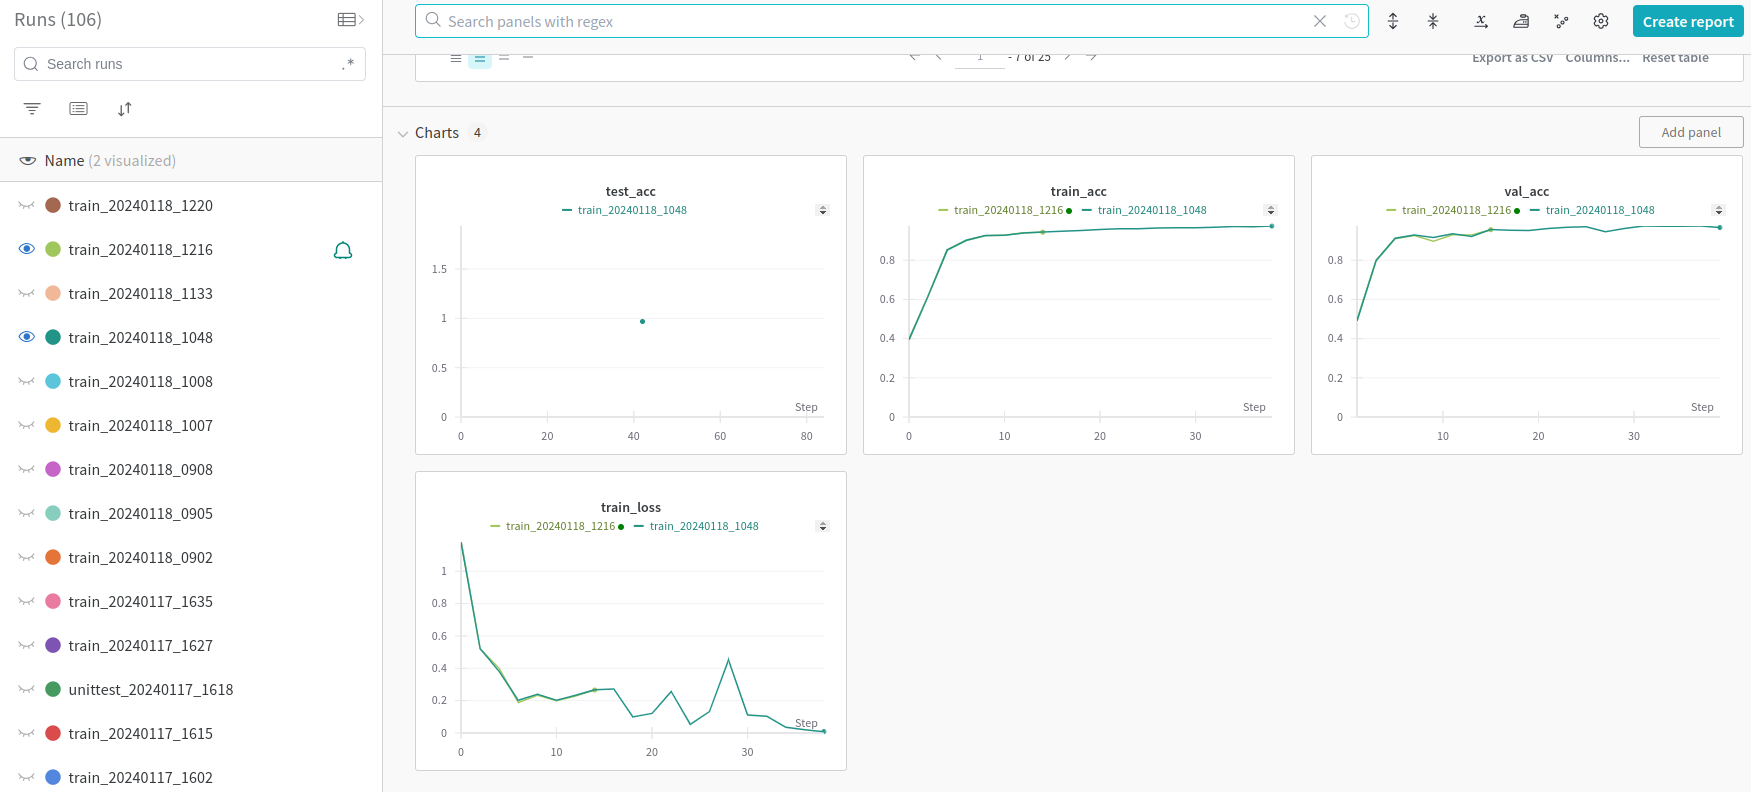 Runs (106)
Search runs
.*
Name (2 visualized)
train_20240118_1220
train_20240118_1216
train_20240118_1133
train_20240118_1048
train_20240118_1008
train_20240118_1007
train_20240118_0908
train_20240118_0905
train_20240118_0902
train_20240117_1635
train_20240117_1627
unittest_20240117_1618
train_20240117_1615
train_20240117_1602
Search panels with regex
Create report
1 - 7 of 25
Export as CSV Columns... Reset table
Charts 4
Add panel
test_acc
train_20240118_1048
1.5
1
0.5
0
Step
0 20 40 60 80
train_acc
train_20240118_1216 train_20240118_1048
0.8
0.6
0.4
0.2
0
Step
0 10 20 30
val_acc
train_20240118_1216 train_20240118_1048
0.8
0.6
0.4
0.2
0
Step
10 20 30
train_loss
train_20240118_1216 train_20240118_1048
1
0.8
0.6
0.4
0.2
0
Step
0 10 20 30